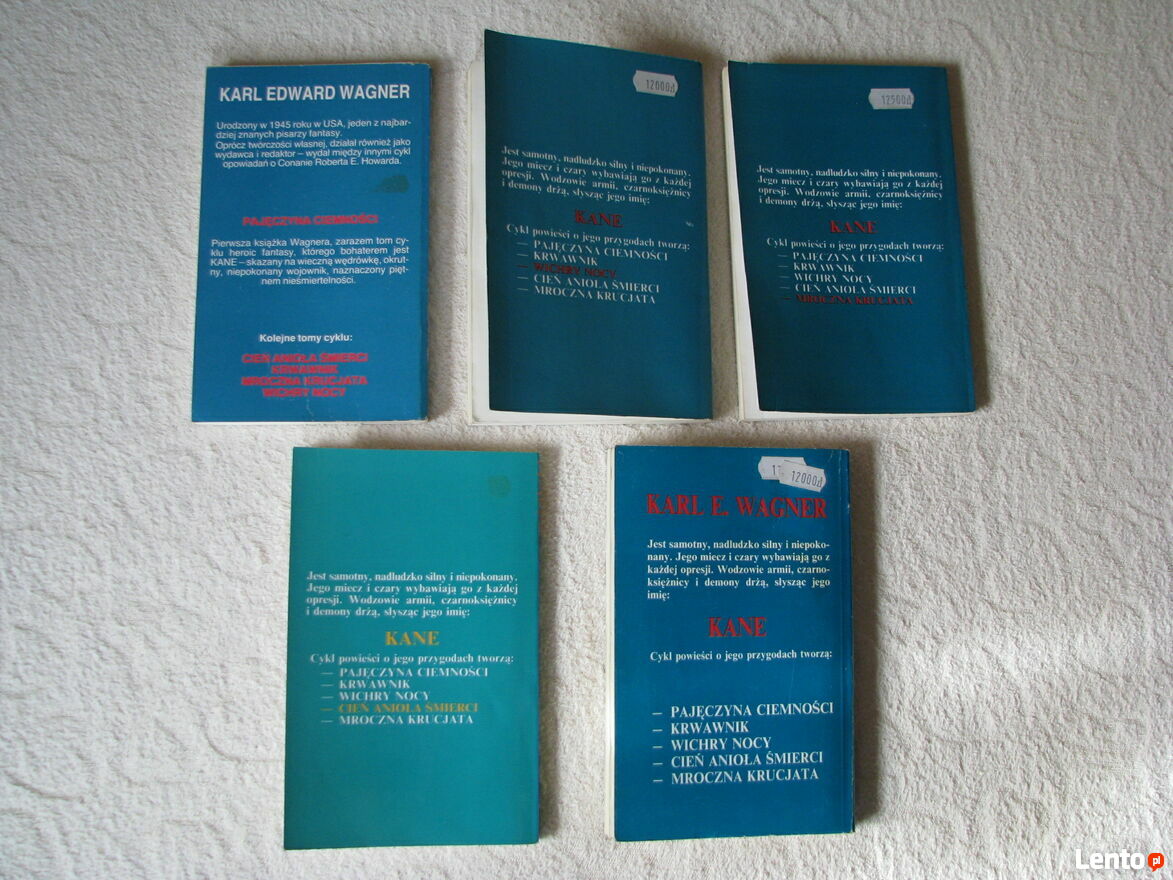 KARL EDWARD WAGNER
Urodzony w 1945 roku w USA, jeden z najbar-
dziej znanych pisarzy fantasy.
Oprócz twórczości własnej, działał również jako
wydawca i redaktor – wydał między innymi cykl
opowiadań o Conanie Roberta E. Howarda.
PAJĘCZYNA CIEMNOŚCI
Pierwsza książka Wagnera, zarazem tom cy-
klu heroic fantasy, którego bohaterem jest
KANE – skazany na wieczną wędrówkę, okrut-
ny, niepokonany wojownik, naznaczony pięt-
nem nieśmiertelności.
Kolejne tomy cyklu:
CIEŃ ANIOŁA ŚMIERCI
KRWAWNIK
MROCZNA KRUCJATA
WICHRY NOCY
12000zł
Jest samotny, nadludzko silny i niepokonany.
Jego miecz i czary wybawiają go z każdej
opresji. Wodzowie armii, czarnoksiężnicy
i demony drżą, słysząc jego imię:
KANE
Cykl powieści o jego przygodach tworzą:
— PAJĘCZYNA CIEMNOŚCI
— KRWAWNIK
— WICHRY NOCY
— CIEŃ ANIOŁA ŚMIERCI
— MROCZNA KRUCJATA
12500zł
Jest samotny, nadludzko silny i niepokonany.
Jego miecz i czary wybawiają go z każdej
opresji. Wodzowie armii, czarnoksiężnicy
i demony drżą, słysząc jego imię:
KANE
Cykl powieści o jego przygodach tworzą:
— PAJĘCZYNA CIEMNOŚCI
— KRWAWNIK
— WICHRY NOCY
— CIEŃ ANIOŁA ŚMIERCI
— MROCZNA KRUCJATA
Jest samotny, nadludzko silny i niepokonany.
Jego miecz i czary wybawiają go z każdej
opresji. Wodzowie armii, czarnoksiężnicy
i demony drżą, słysząc jego imię:
KANE
Cykl powieści o jego przygodach tworzą:
— PAJĘCZYNA CIEMNOŚCI
— KRWAWNIK
— WICHRY NOCY
— CIEŃ ANIOŁA ŚMIERCI
— MROCZNA KRUCJATA
12000zł
KARL E. WAGNER
Jest samotny, nadludzko silny i niepoko-
nany. Jego miecz i czary wybawiają go z
każdej opresji. Wodzowie armii, czarno-
księżnicy i demony drżą, słysząc jego
imię:
KANE
Cykl powieści o jego przygodach tworzą:
— PAJĘCZYNA CIEMNOŚCI
— KRWAWNIK
— WICHRY NOCY
— CIEŃ ANIOŁA ŚMIERCI
— MROCZNA KRUCJATA
Lento.pl